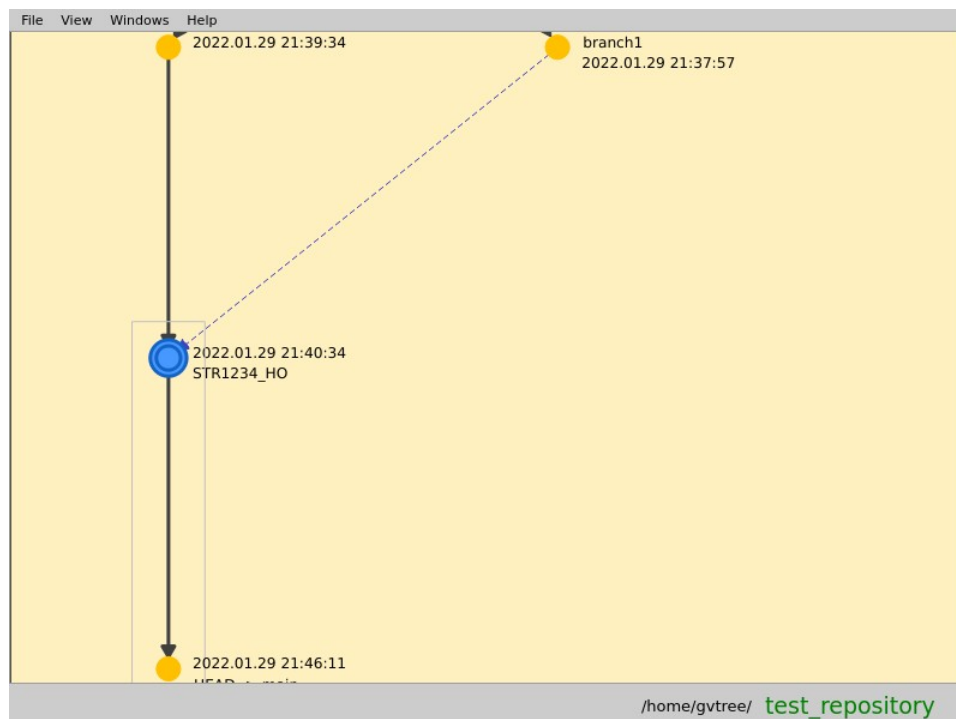 File View Windows Help
2022.01.29 21:39:34
branch1
2022.01.29 21:37:57
2022.01.29 21:40:34
STR1234_HO
2022.01.29 21:46:11
/home/gvtree/ test_repository